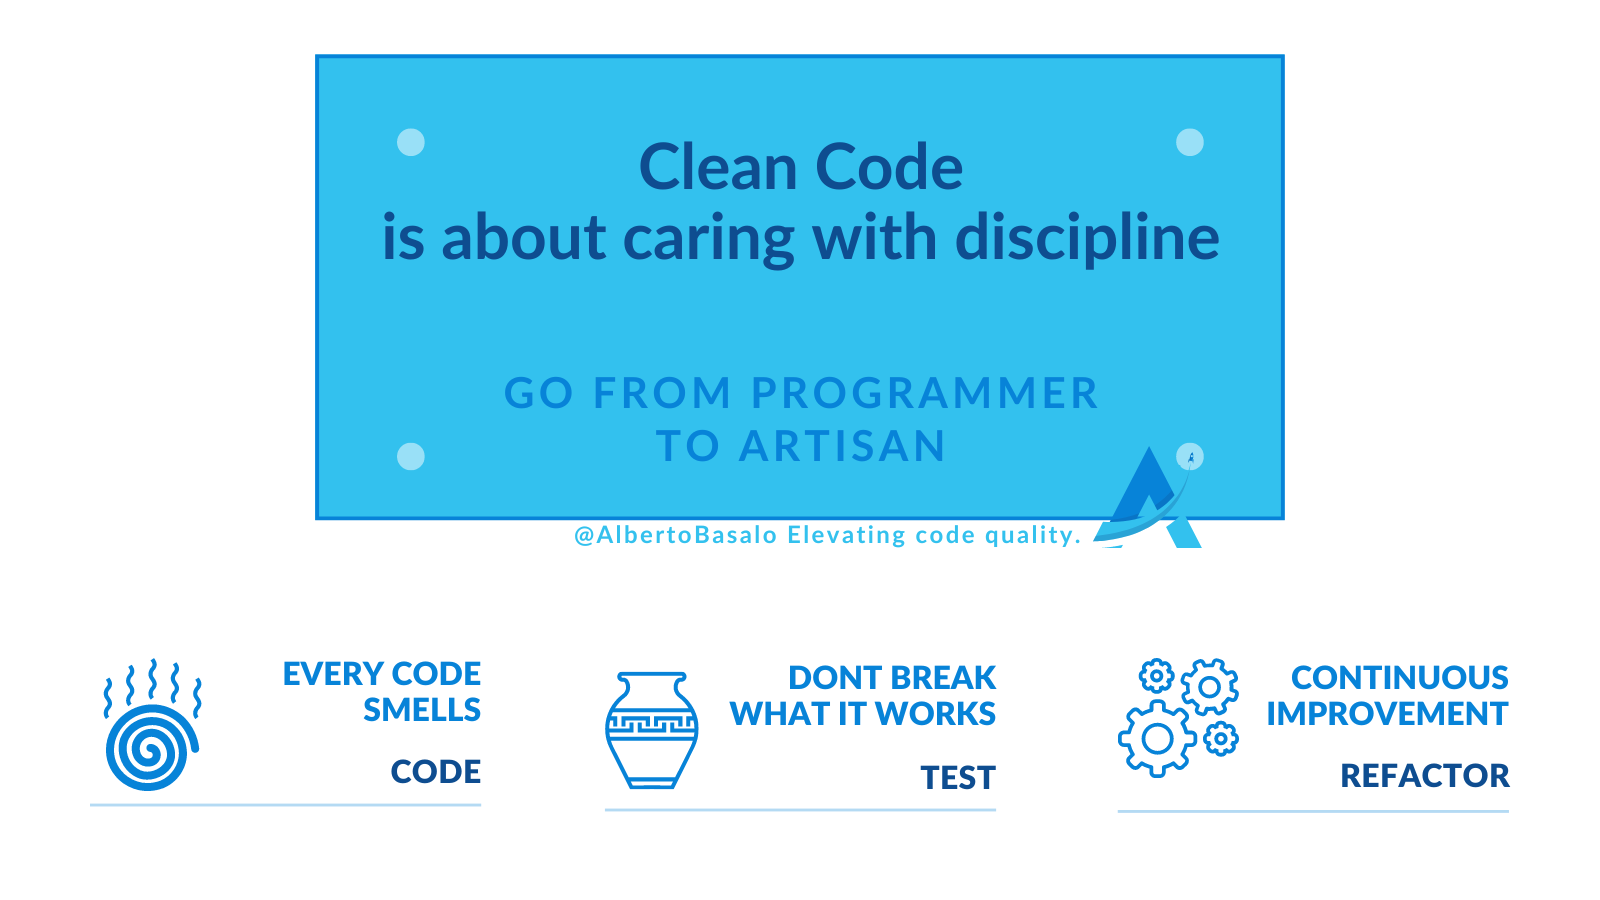 Clean Code
is about caring with discipline
GO FROM PROGRAMMER
TO ARTISAN
@AlbertoBasalo Elevating code quality.
EVERY CODE
SMELLS
CODE
DONT BREAK
WHAT IT WORKS
TEST
CONTINUOUS
IMPROVEMENT
REFACTOR